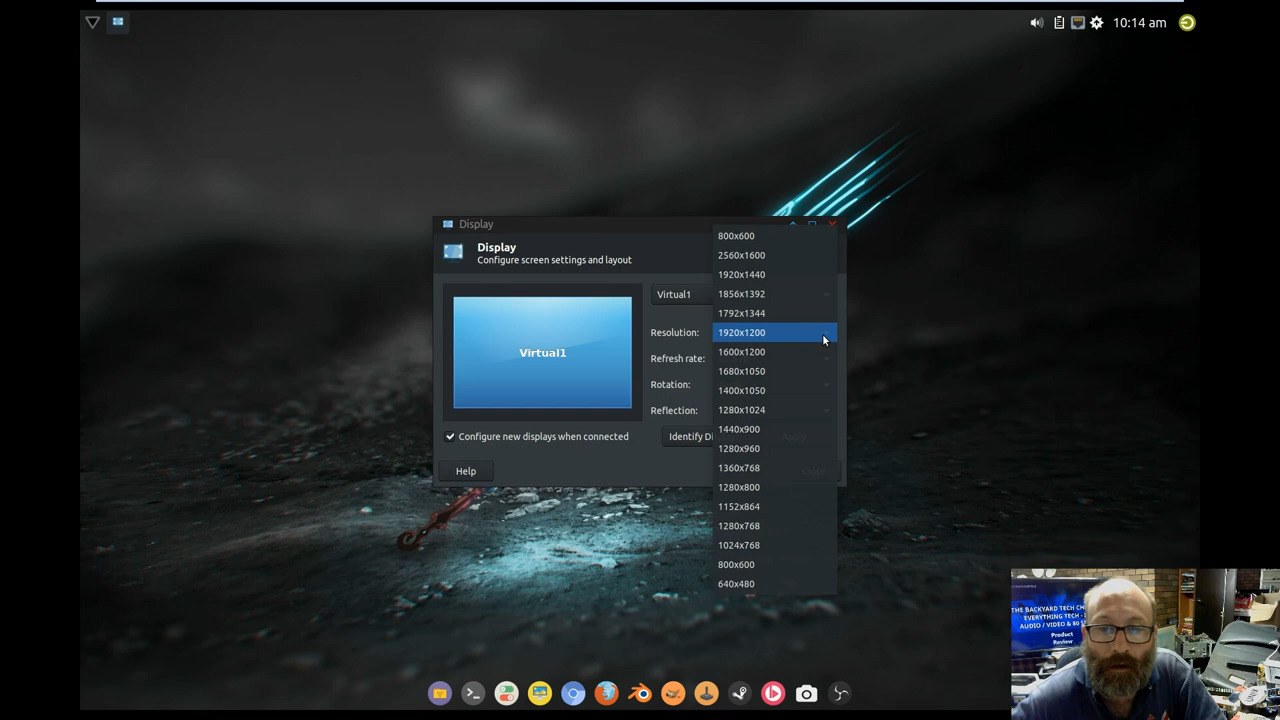 10:14 am
Display
Display
Configure screen settings and layout
Virtual1
Virtual1
Resolution:
Refresh rate:
Rotation:
Reflection:
800x600
2560x1600
1920x1440
1856x1392
1792x1344
1920x1200
1600x1200
1680x1050
1400x1050
1280x1024
1440x900
1280x960
1360x768
1280x800
1152x864
1280x768
1024x768
800x600
640x480
Configure new displays when connected
Identify Di
Apply
Help
THE BACKYARD TECH
EVERYTHING TECH -
AUDIO / VIDEO & 80
Product
Review